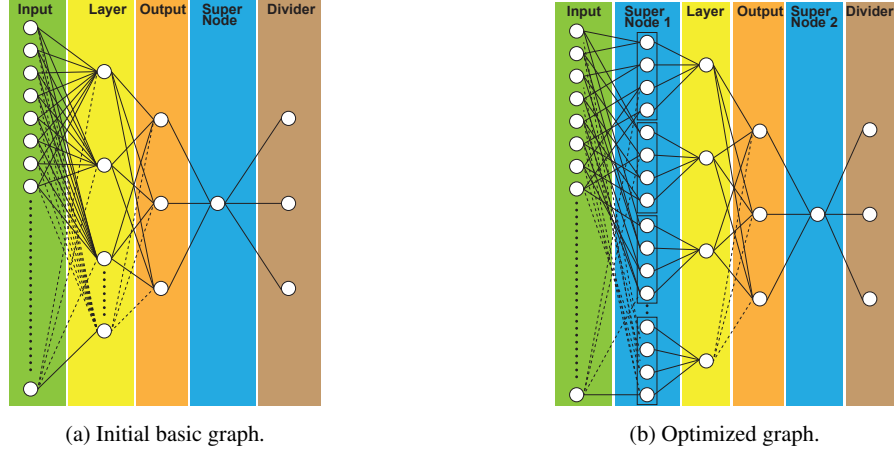 Input Layer Output Super Node Divider
Input Super Node 1 Layer Output Super Node 2 Divider
(a) Initial basic graph.
(b) Optimized graph.